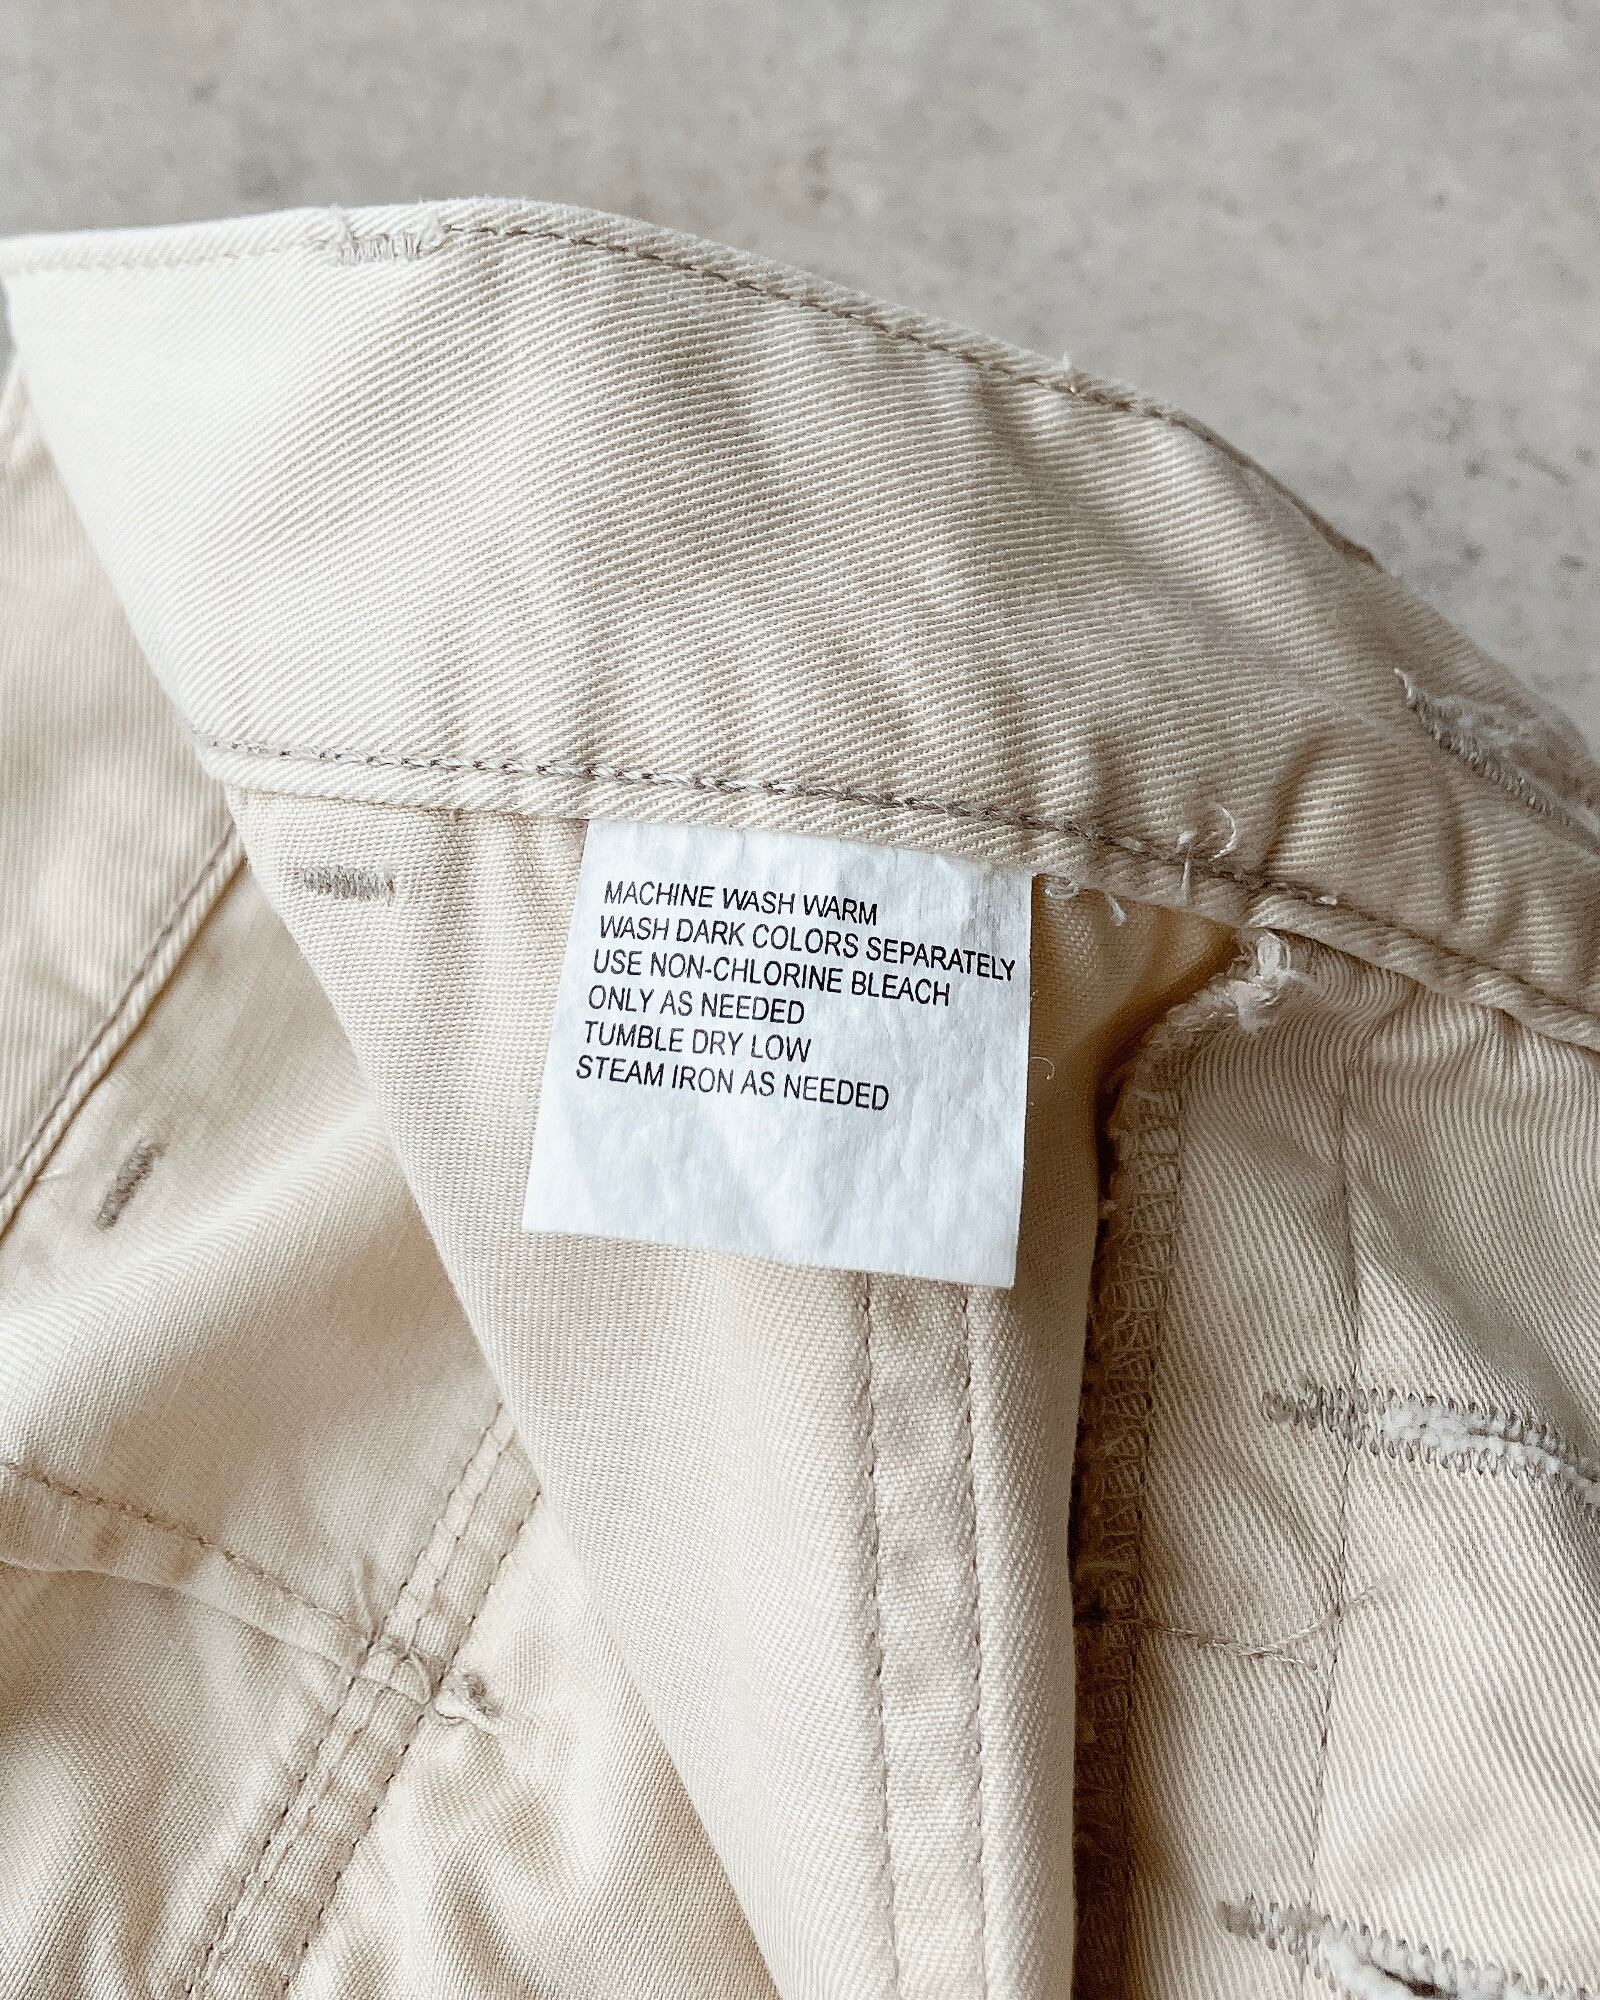 MACHINE WASH WARM
WASH DARK COLORS SEPARATELY
USE NON-CHLORINE BLEACH
ONLY AS NEEDED
TUMBLE DRY LOW
STEAM IRON AS NEEDED